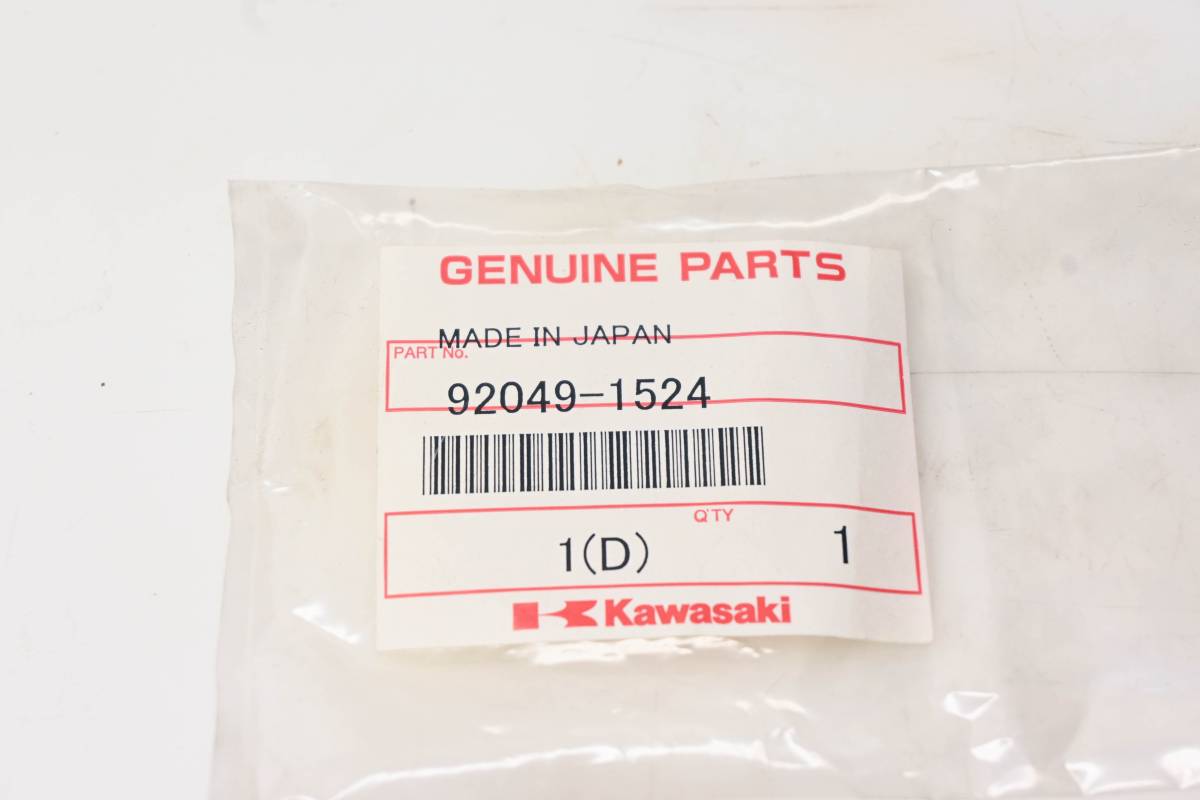 GENUINE PARTS
MADE IN JAPAN
PART No.
92049-1524
Q'TY
1(D) 1
Kawasaki